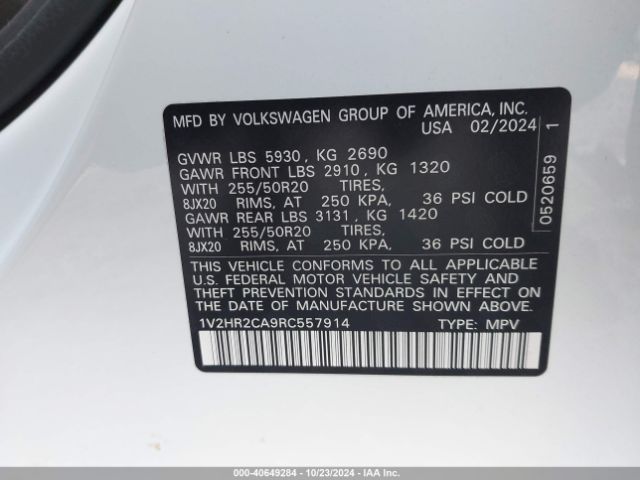 MFD BY VOLKSWAGEN GROUP OF AMERICA, INC.
USA 02/2024
GVWR LBS 5930, KG 2690
GAWR FRONT LBS 2910, KG 1320
WITH 255/50R20 TIRES,
8JX20 RIMS, AT 250 KPA, 36 PSI COLD
GAWR REAR LBS 3131, KG 1420
WITH 255/50R20 TIRES,
8JX20 RIMS, AT 250 KPA, 36 PSI COLD
THIS VEHICLE CONFORMS TO ALL APPLICABLE
U.S. FEDERAL MOTOR VEHICLE SAFETY AND
THEFT PREVENTION STANDARDS IN EFFECT ON
THE DATE OF MANUFACTURE SHOWN ABOVE.
1V2HR2CA9RC557914 TYPE: MPV
0520659 1
000-40649284 - 10/23/2024 - IAA Inc.